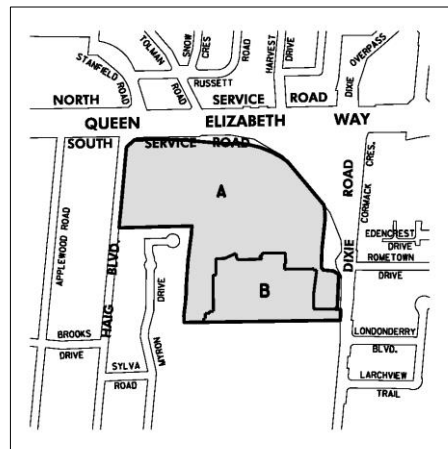 STANFIELD ROAD
TOLMAN ROAD
SNOW CRES
RUSSETT ROAD
HARVEST DRIVE
DIXIE OVERPASS
NORTH SERVICE ROAD
QUEEN ELIZABETH WAY
SOUTH SERVICE ROAD
A
B
APPLEWOOD ROAD
HAIG BLVD.
MYRON DRIVE
DIXIE ROAD
CORMACK CRES.
EDENCREST DRIVE
ROMETOWN DRIVE
BROOKS DRIVE
SYLVA ROAD
LONDONDERRY BLVD.
LARCHVIEW TRAIL